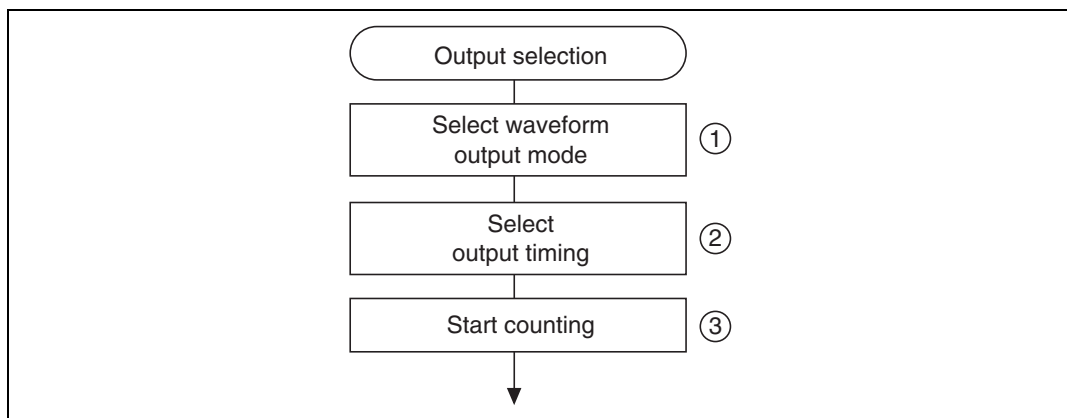 Output selection
Select waveform
output mode
①
Select
output timing
②
Start counting
③